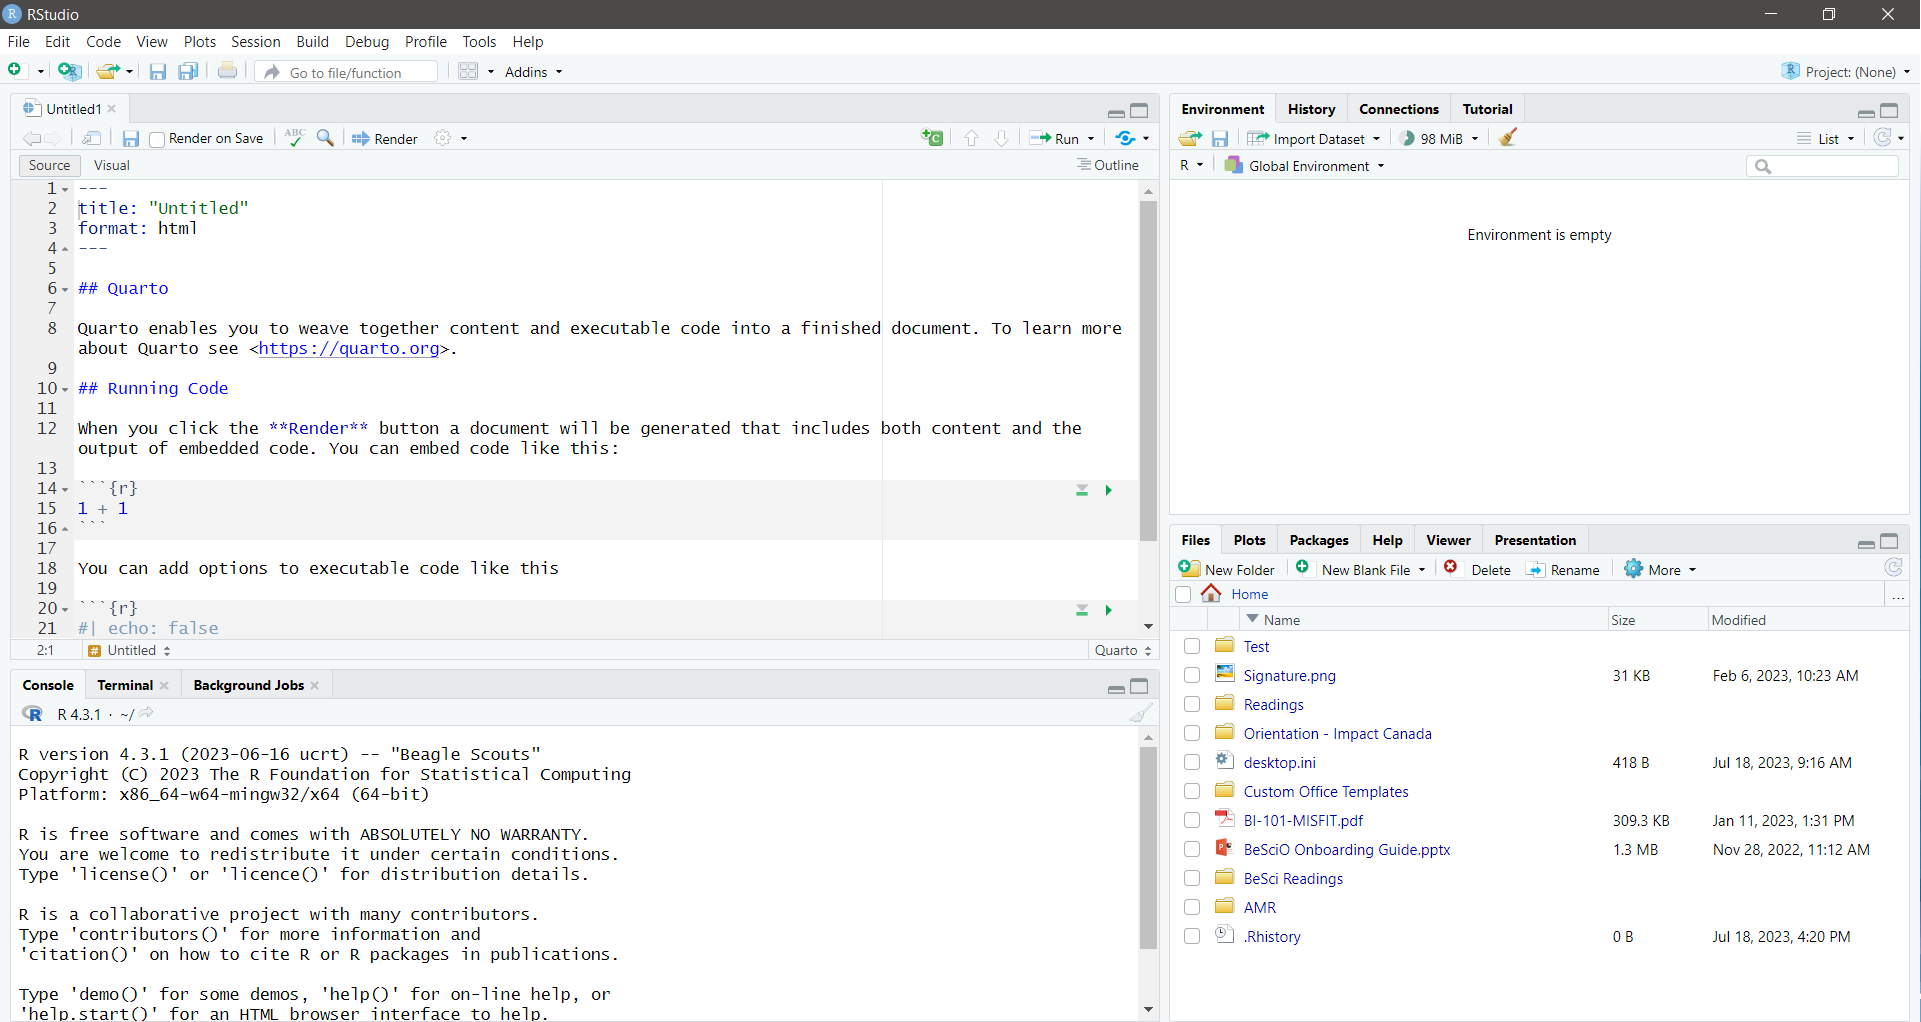 RStudio
File Edit Code View Plots Session Build Debug Profile Tools Help
Go to file/function Addins Project: (None)
Untitled1
Render on Save ABC Render Run
Source Visual Outline
1 ---
2 title: "Untitled"
3 format: html
4 ---
5
6 ## Quarto
7
8 Quarto enables you to weave together content and executable code into a finished document. To learn more
about Quarto see <https://quarto.org>.
9
10 ## Running Code
11
12 When you click the **Render** button a document will be generated that includes both content and the
output of embedded code. You can embed code like this:
13
14 ```{r}
15 1 + 1
16 ```
17
18 You can add options to executable code like this
19
20 ```{r}
21 #| echo: false
2:1 # Untitled Quarto
Console Terminal Background Jobs
R R 4.3.1 · ~/
R version 4.3.1 (2023-06-16 ucrt) -- "Beagle Scouts"
Copyright (C) 2023 The R Foundation for Statistical Computing
Platform: x86_64-w64-mingw32/x64 (64-bit)
R is free software and comes with ABSOLUTELY NO WARRANTY.
You are welcome to redistribute it under certain conditions.
Type 'license()' or 'licence()' for distribution details.
R is a collaborative project with many contributors.
Type 'contributors()' for more information and
'citation()' on how to cite R or R packages in publications.
Type 'demo()' for some demos, 'help()' for on-line help, or
'help.start()' for an HTML browser interface to help.
Environment History Connections Tutorial
Import Dataset 98 MiB List
R Global Environment
Environment is empty
Files Plots Packages Help Viewer Presentation
New Folder New Blank File Delete Rename More
Home ...
Name Size Modified
Test
Signature.png 31 KB Feb 6, 2023, 10:23 AM
Readings
Orientation - Impact Canada
desktop.ini 418 B Jul 18, 2023, 9:16 AM
Custom Office Templates
BI-101-MISFIT.pdf 309.3 KB Jan 11, 2023, 1:31 PM
BeSciO Onboarding Guide.pptx 1.3 MB Nov 28, 2022, 11:12 AM
BeSci Readings
AMR
.Rhistory 0 B Jul 18, 2023, 4:20 PM